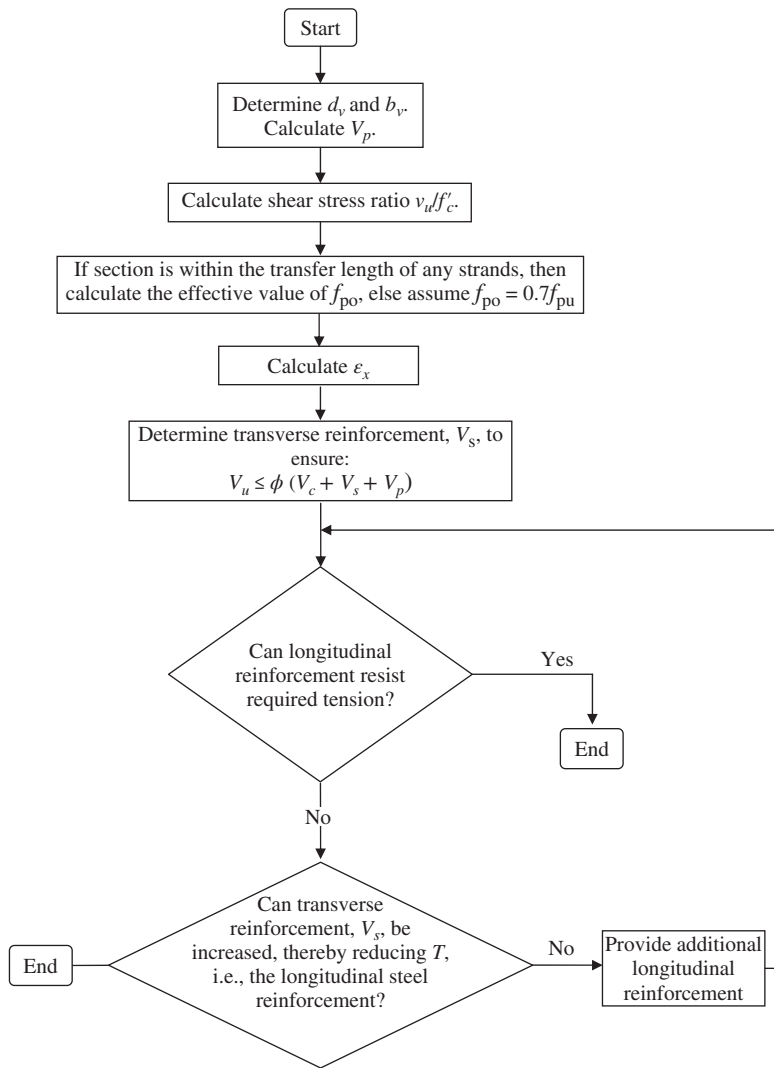 Start
Determine d_v and b_v.
Calculate V_p.
Calculate shear stress ratio v_u/f′_c.
If section is within the transfer length of any strands, then
calculate the effective value of f_po, else assume f_po = 0.7f_pu
Calculate ε_x
Determine transverse reinforcement, V_s, to
ensure:
V_u ≤ ϕ (V_c + V_s + V_p)
Can longitudinal
reinforcement resist
required tension?
Yes
End
No
Can transverse
reinforcement, V_s, be
increased, thereby reducing T,
i.e., the longitudinal steel
reinforcement?
End
No
Provide additional
longitudinal
reinforcement